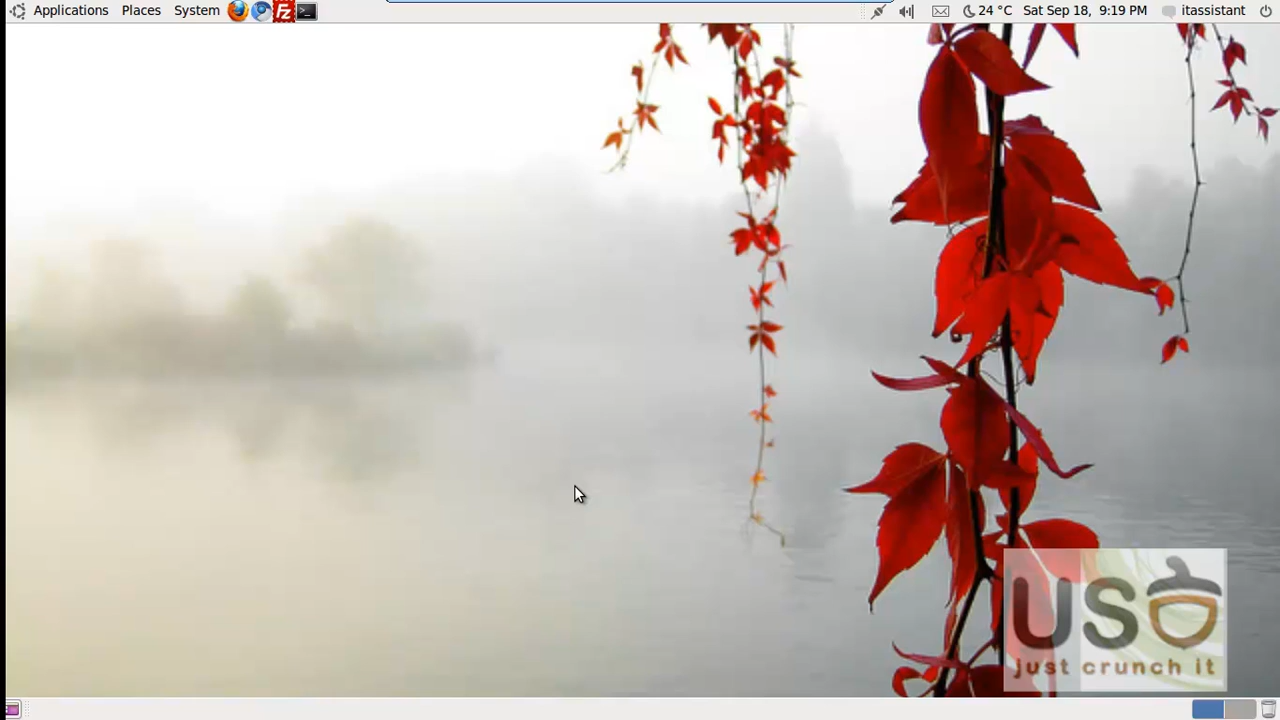 Applications Places System 24 °C Sat Sep 18, 9:19 PM itassistant
USO
just crunch it